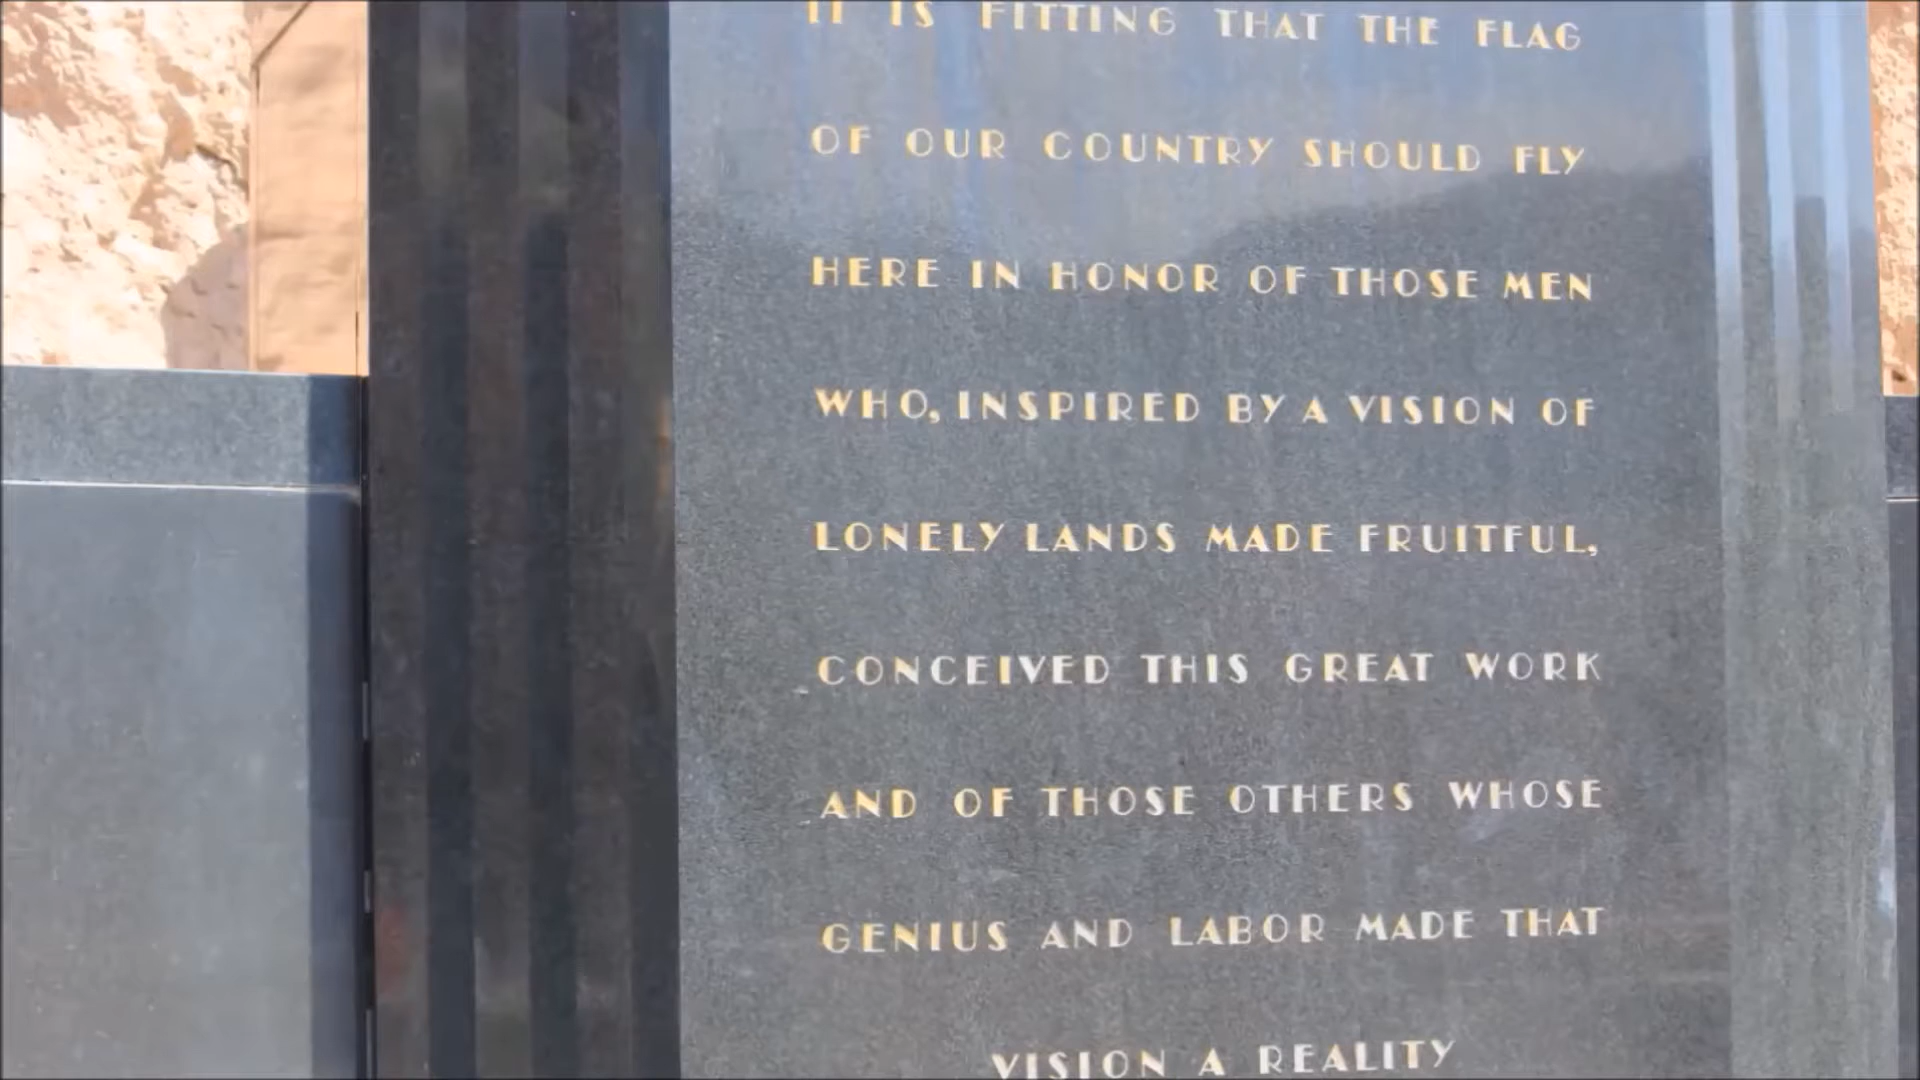 IT IS FITTING THAT THE FLAG
OF OUR COUNTRY SHOULD FLY
HERE IN HONOR OF THOSE MEN
WHO, INSPIRED BY A VISION OF
LONELY LANDS MADE FRUITFUL,
CONCEIVED THIS GREAT WORK
AND OF THOSE OTHERS WHOSE
GENIUS AND LABOR MADE THAT
VISION A REALITY